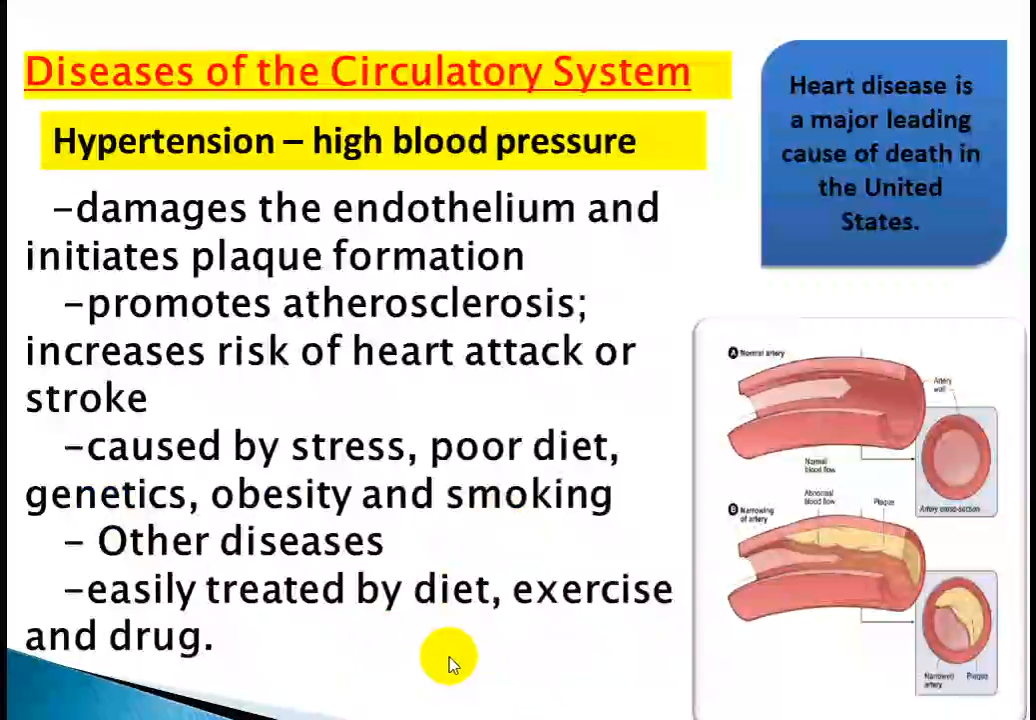 Diseases of the Circulatory System
Hypertension – high blood pressure
-damages the endothelium and
initiates plaque formation
-promotes atherosclerosis;
increases risk of heart attack or
stroke
-caused by stress, poor diet,
genetics, obesity and smoking
- Other diseases
-easily treated by diet, exercise
and drug.
Heart disease is
a major leading
cause of death in
the United
States.
A Normal artery
Artery
wall
Normal
blood flow
Artery cross-section
Abnormal
blood flow
Plaque
B Narrowing
of artery
Narrowed
artery
Plaque